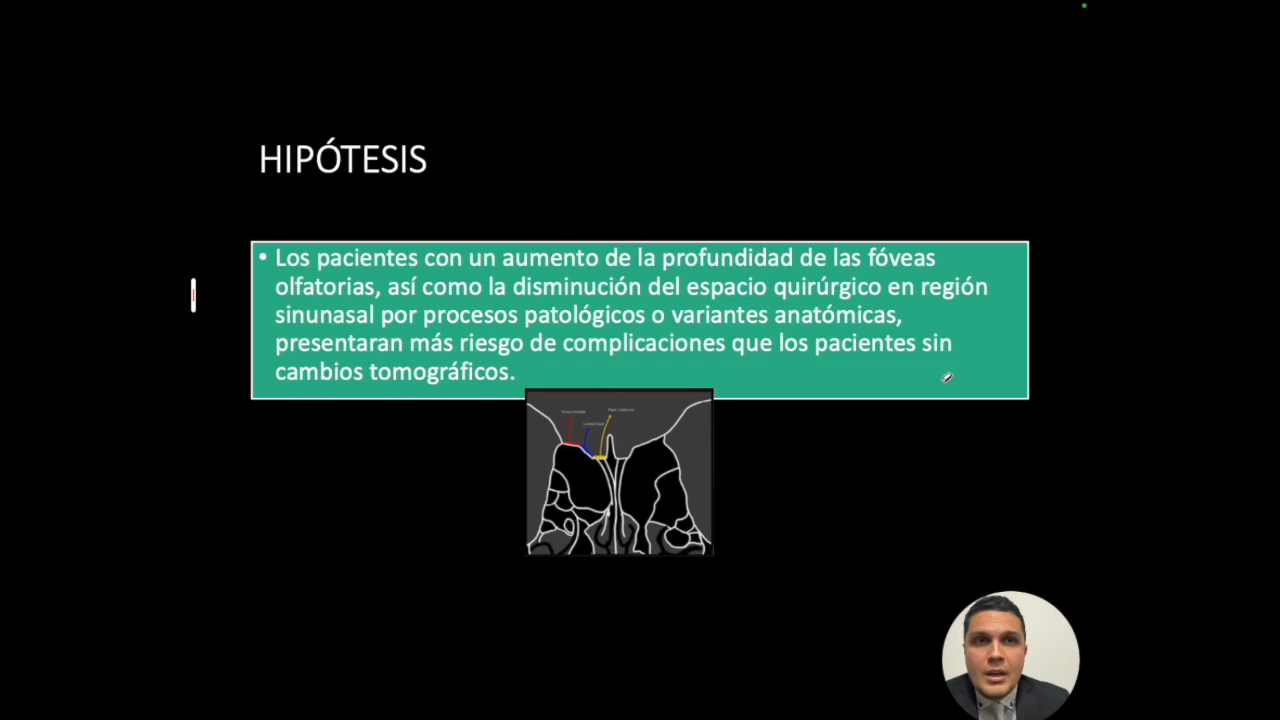 HIPÓTESIS
• Los pacientes con un aumento de la profundidad de las fóveas
olfatorias, así como la disminución del espacio quirúrgico en región
sinunasal por procesos patológicos o variantes anatómicas,
presentaran más riesgo de complicaciones que los pacientes sin
cambios tomográficos.